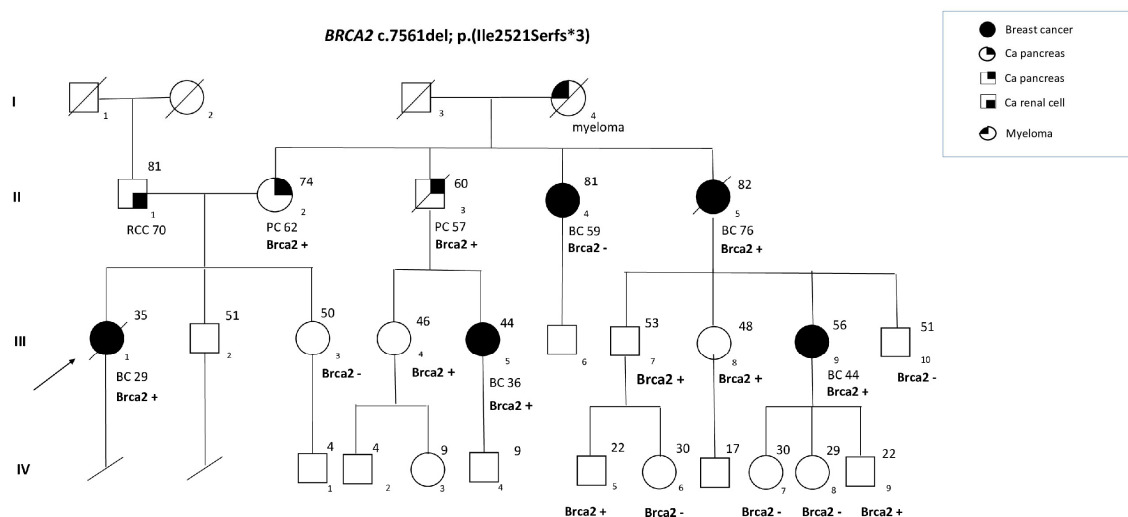 BRCA2 c.7561del; p.(Ile2521Serfs*3)
Breast cancer
Ca pancreas
Ca pancreas
Ca renal cell
Myeloma
I
1
2
3
4
myeloma
II
81
74
60
81
82
1
2
3
4
5
RCC 70
PC 62
PC 57
BC 59
BC 76
Brca2 +
Brca2 +
Brca2 -
Brca2 +
III
35
51
50
46
44
53
48
56
51
1
2
3
4
5
6
7
8
9
10
BC 29
Brca2 -
Brca2 +
BC 36
Brca2 +
Brca2 +
BC 44
Brca2 -
Brca2 +
Brca2 +
Brca2 +
IV
4
4
9
9
22
30
17
30
29
22
1
2
3
4
5
6
7
8
9
Brca2 +
Brca2 -
Brca2 -
Brca2 -
Brca2 +